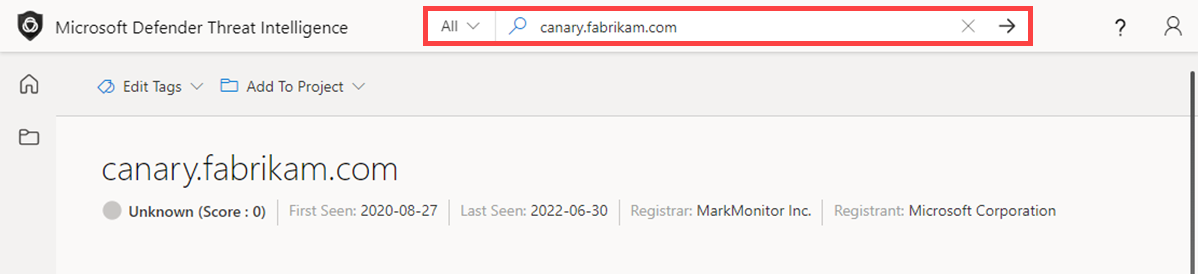 Microsoft Defender Threat Intelligence All canary.fabrikam.com ?
Edit Tags Add To Project
canary.fabrikam.com
Unknown (Score : 0) First Seen: 2020-08-27 Last Seen: 2022-06-30 Registrar: MarkMonitor Inc. Registrant: Microsoft Corporation